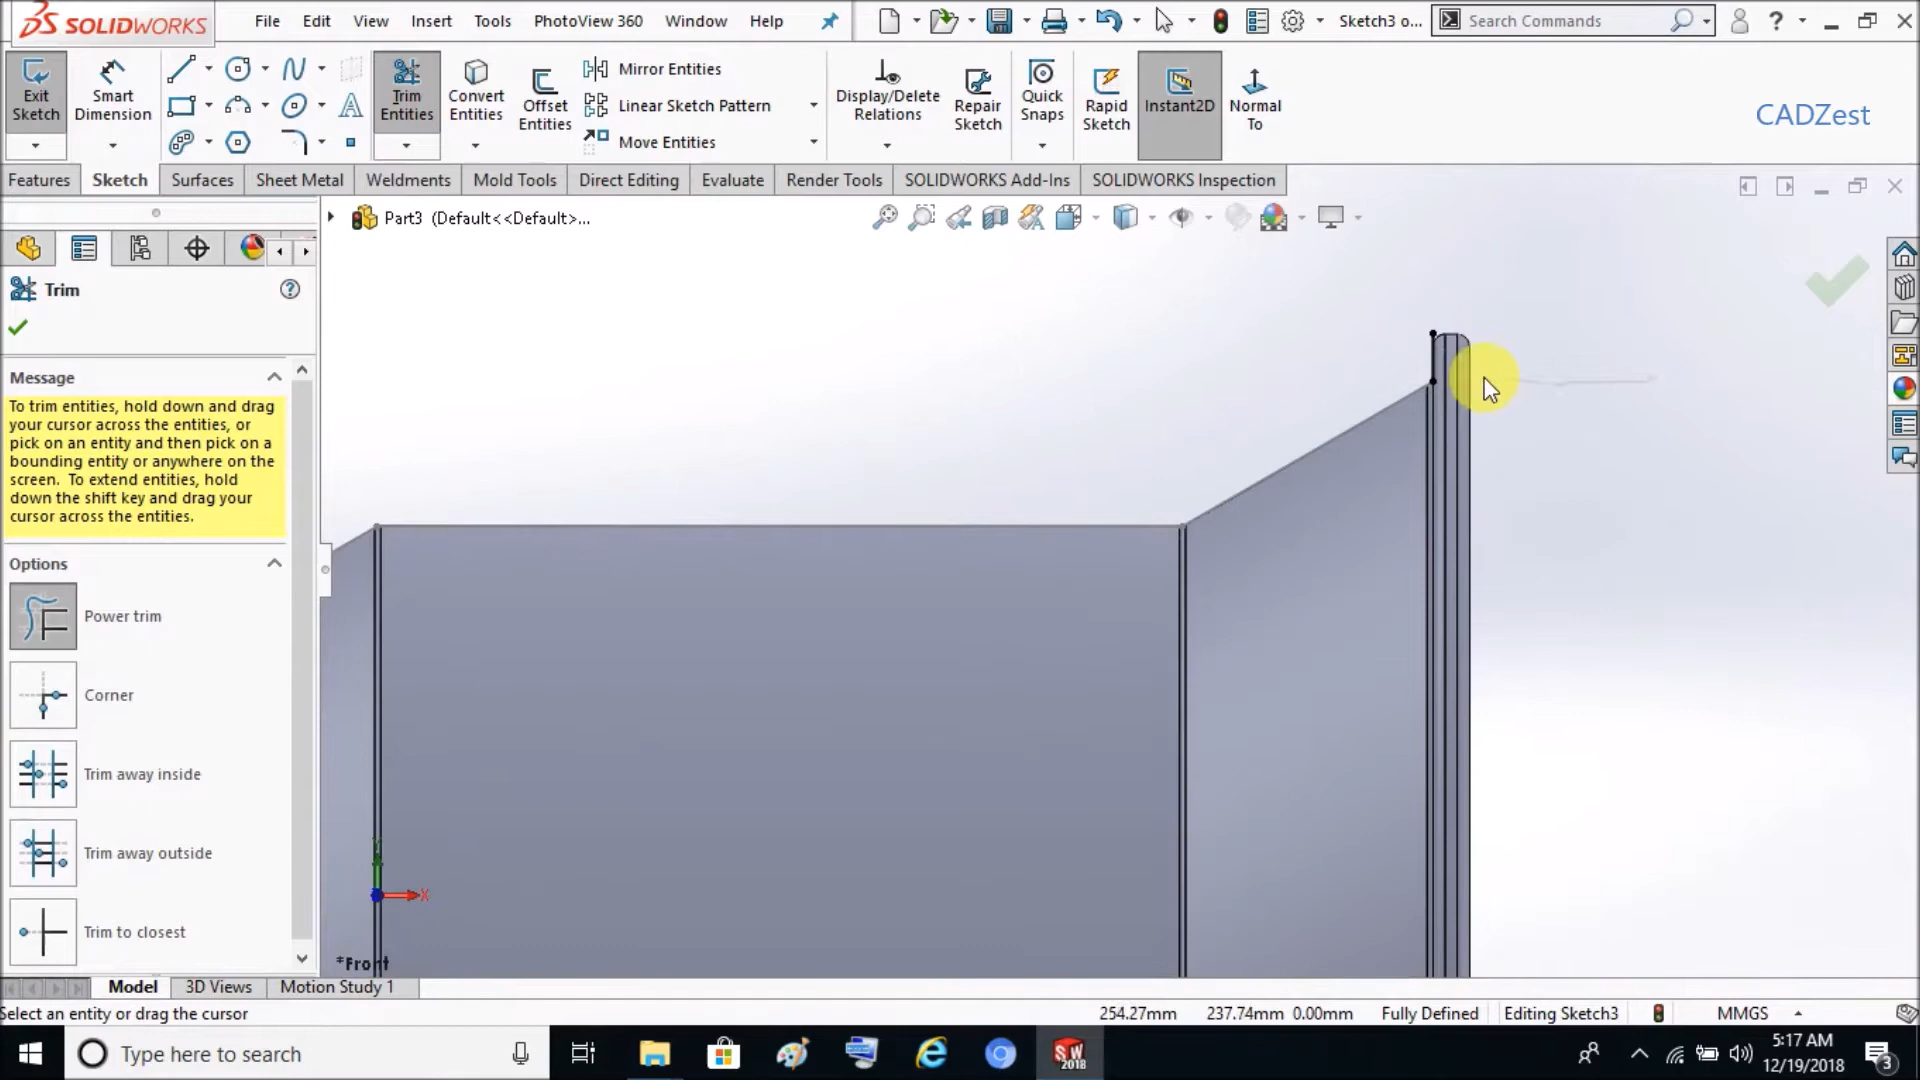 SOLIDWORKS
File Edit View Insert Tools PhotoView 360 Window Help
Sketch3 o...
Search Commands
Exit Sketch
Smart Dimension
Trim Entities
Convert Entities
Offset Entities
Mirror Entities
Linear Sketch Pattern
Move Entities
Display/Delete Relations
Repair Sketch
Quick Snaps
Rapid Sketch
Instant2D
Normal To
CADZest
Features Sketch Surfaces Sheet Metal Weldments Mold Tools Direct Editing Evaluate Render Tools SOLIDWORKS Add-Ins SOLIDWORKS Inspection
Part3 (Default<<Default>...
Trim
Message
To trim entities, hold down and drag
your cursor across the entities, or
pick on an entity and then pick on a
bounding entity or anywhere on the
screen. To extend entities, hold
down the shift key and drag your
cursor across the entities.
Options
Power trim
Corner
Trim away inside
Trim away outside
Trim to closest
Y
X
*Front
Model 3D Views Motion Study 1
Select an entity or drag the cursor
254.27mm 237.74mm 0.00mm Fully Defined Editing Sketch3 MMGS
Type here to search
SW
2018
5:17 AM
12/19/2018
3